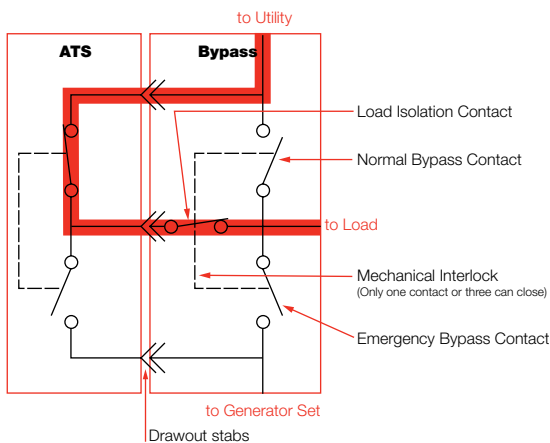 to Utility
ATS
Bypass
Load Isolation Contact
Normal Bypass Contact
to Load
Mechanical Interlock
(Only one contact or three can close)
Emergency Bypass Contact
to Generator Set
Drawout stabs